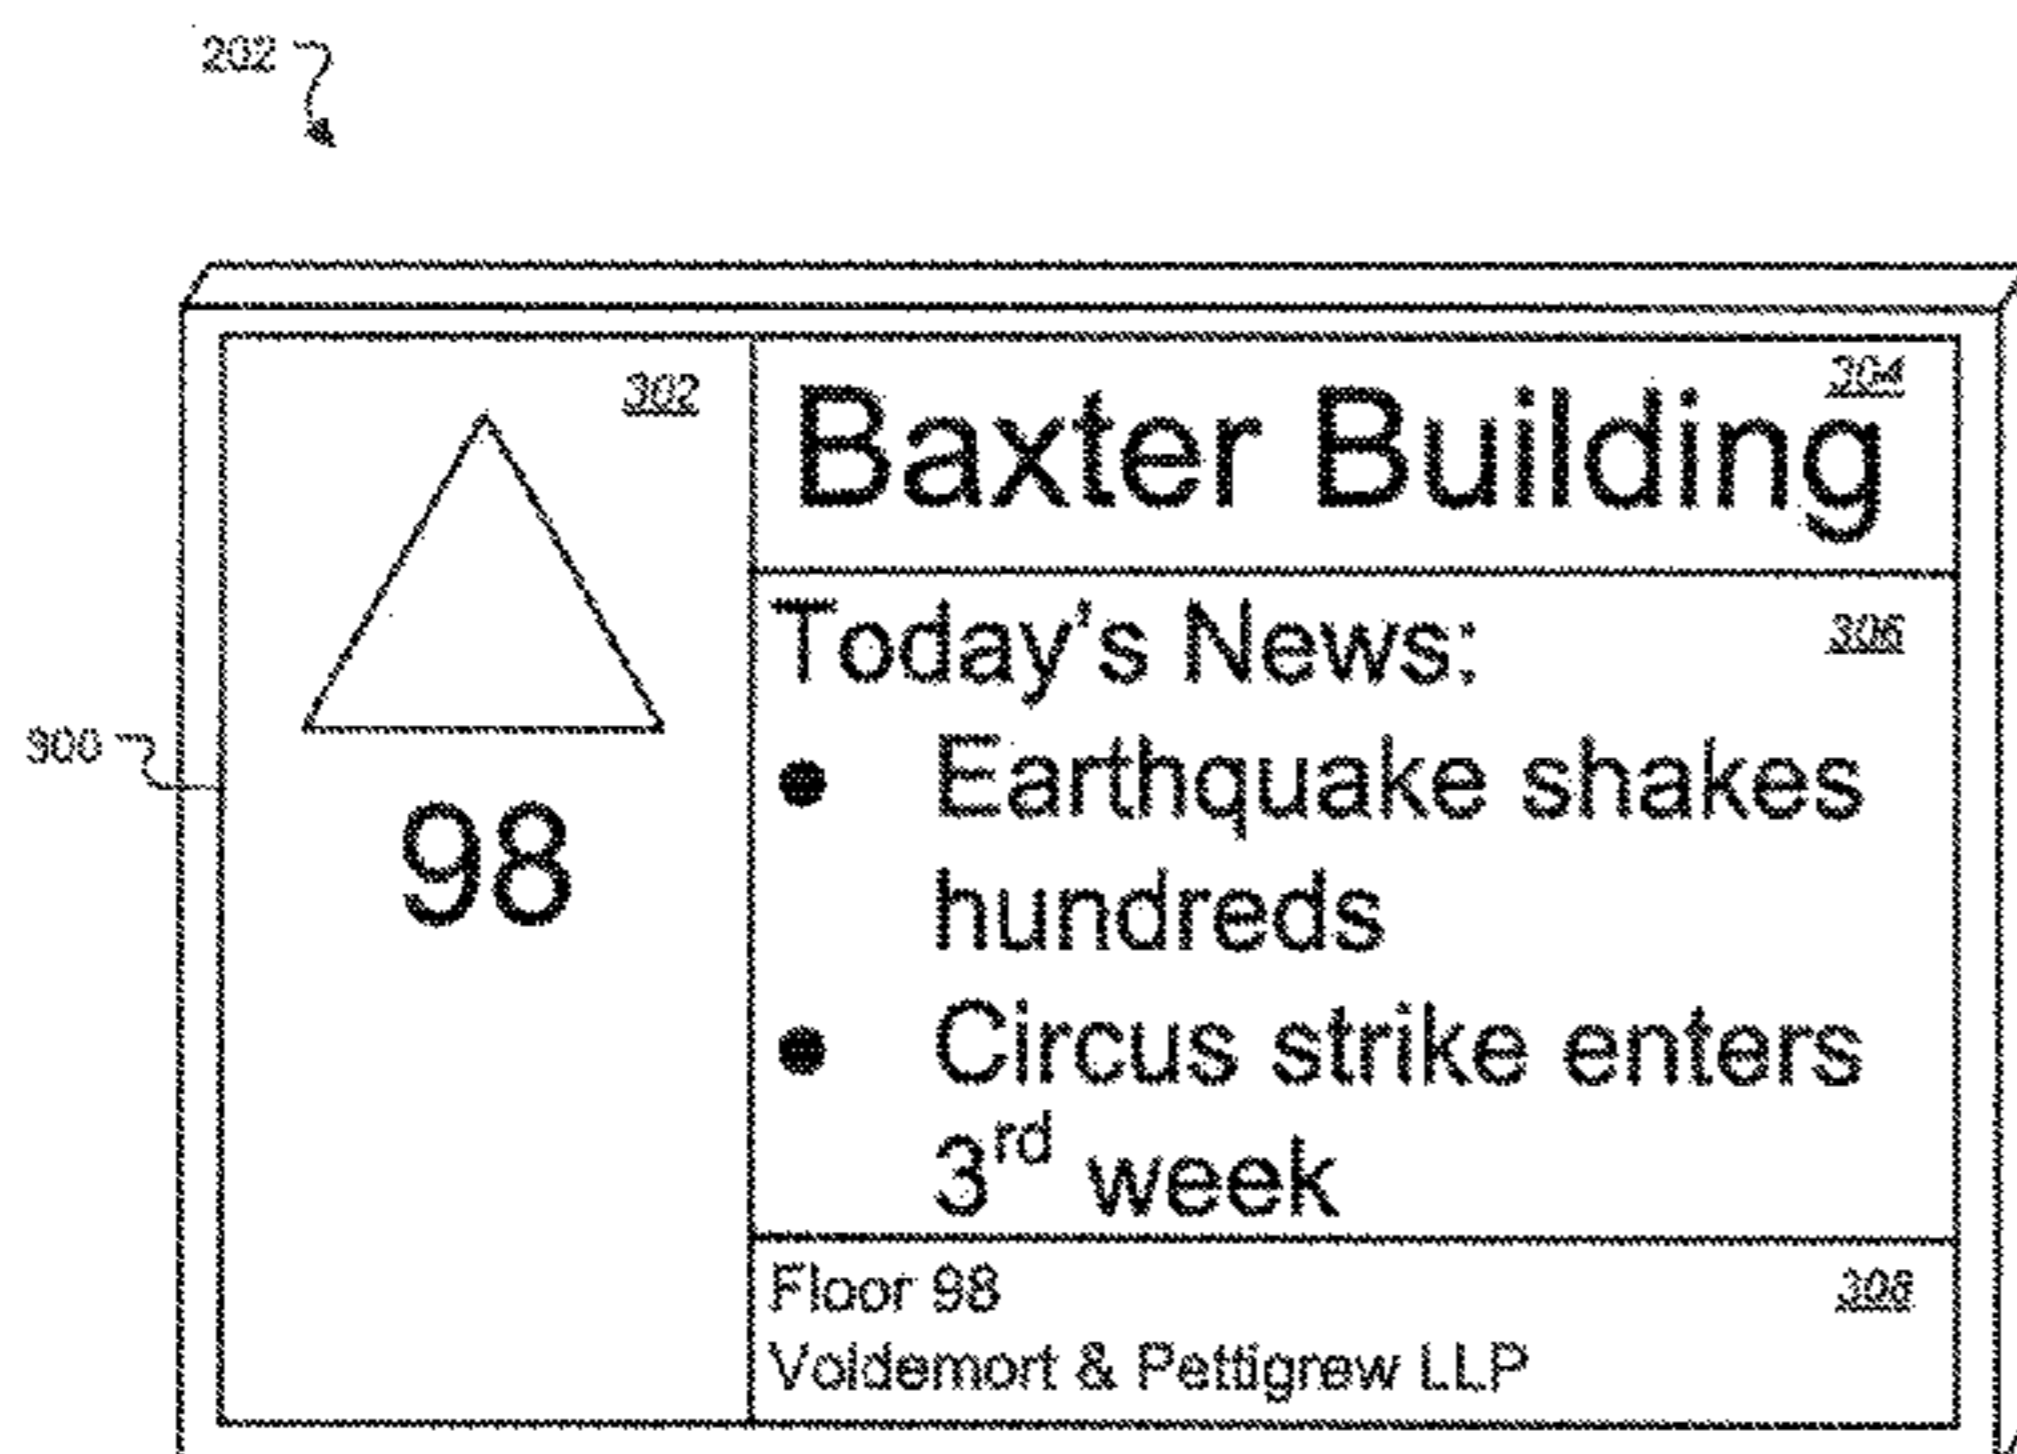 202
302
304
Baxter Building
Today's News:
306
300
● Earthquake shakes
hundreds
98
● Circus strike enters
3rd week
Floor 98
308
Voldemort & Pettigrew LLP